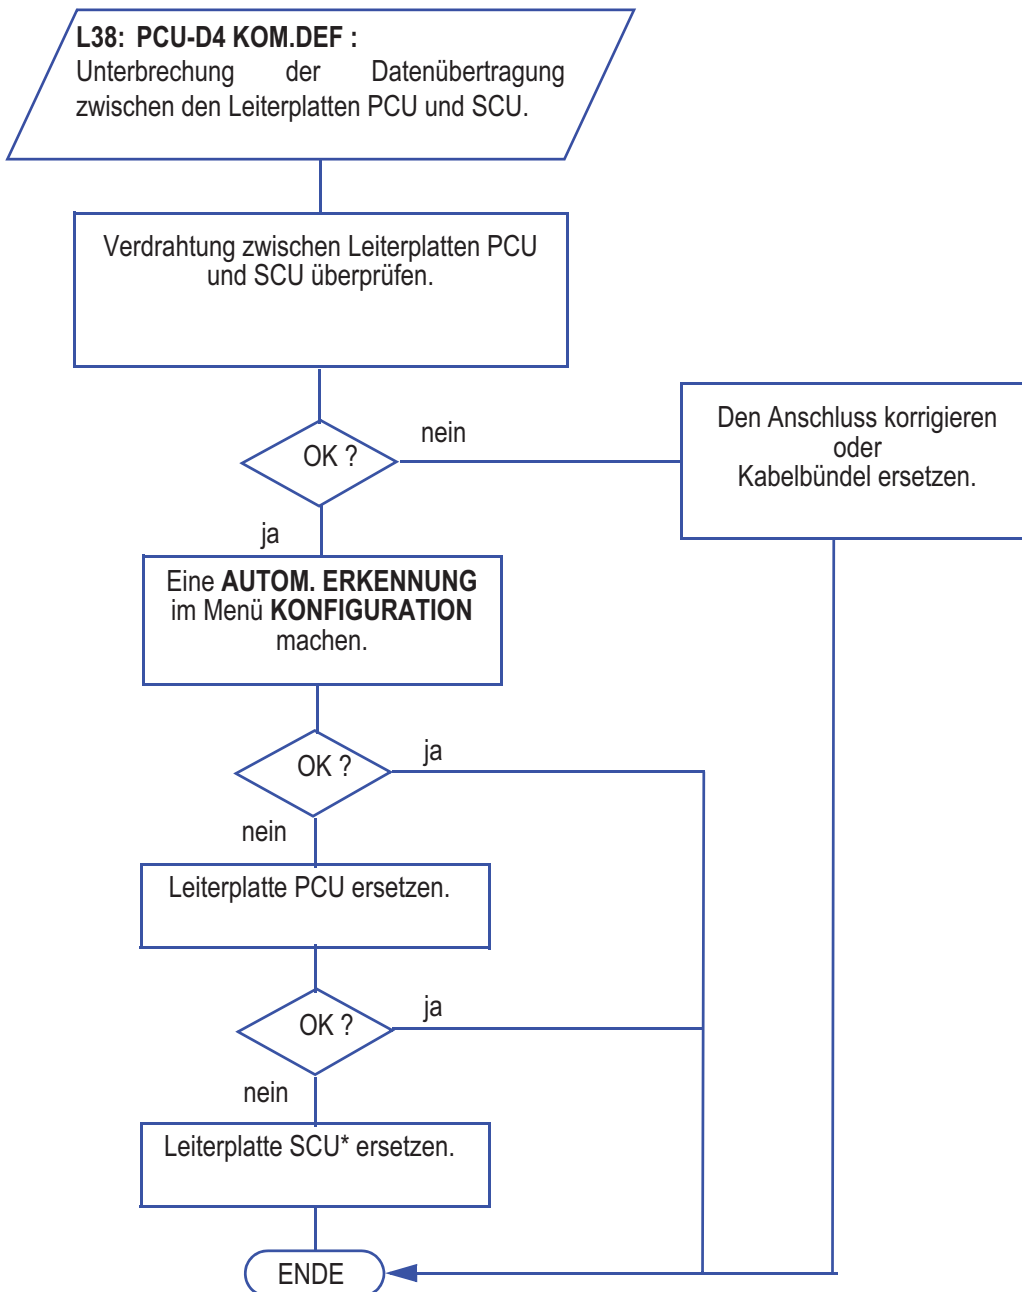 L38: PCU-D4 KOM.DEF :
Unterbrechung der Datenübertragung
zwischen den Leiterplatten PCU und SCU.
Verdrahtung zwischen Leiterplatten PCU
und SCU überprüfen.
OK ?
nein
Den Anschluss korrigieren
oder
Kabelbündel ersetzen.
ja
Eine AUTOM. ERKENNUNG
im Menü KONFIGURATION
machen.
OK ?
ja
nein
Leiterplatte PCU ersetzen.
OK ?
ja
nein
Leiterplatte SCU* ersetzen.
ENDE